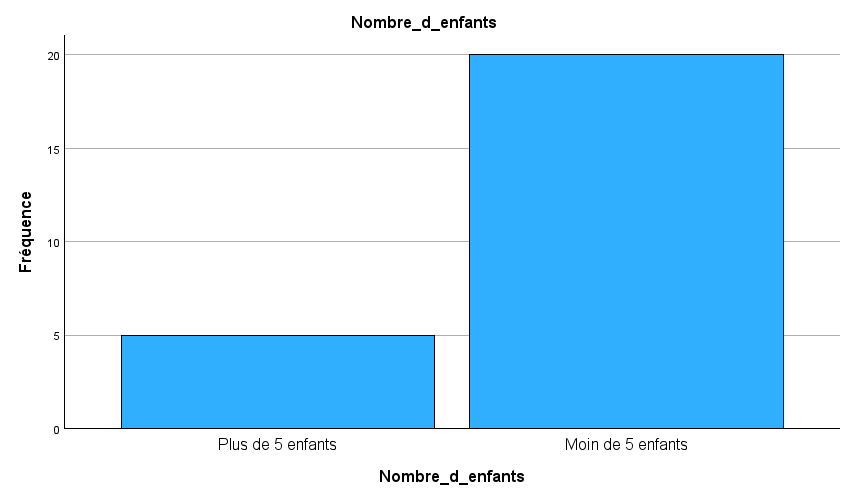 Nombre_d_enfants
20
15
10
5
0
Fréquence
Plus de 5 enfants
Moin de 5 enfants
Nombre_d_enfants